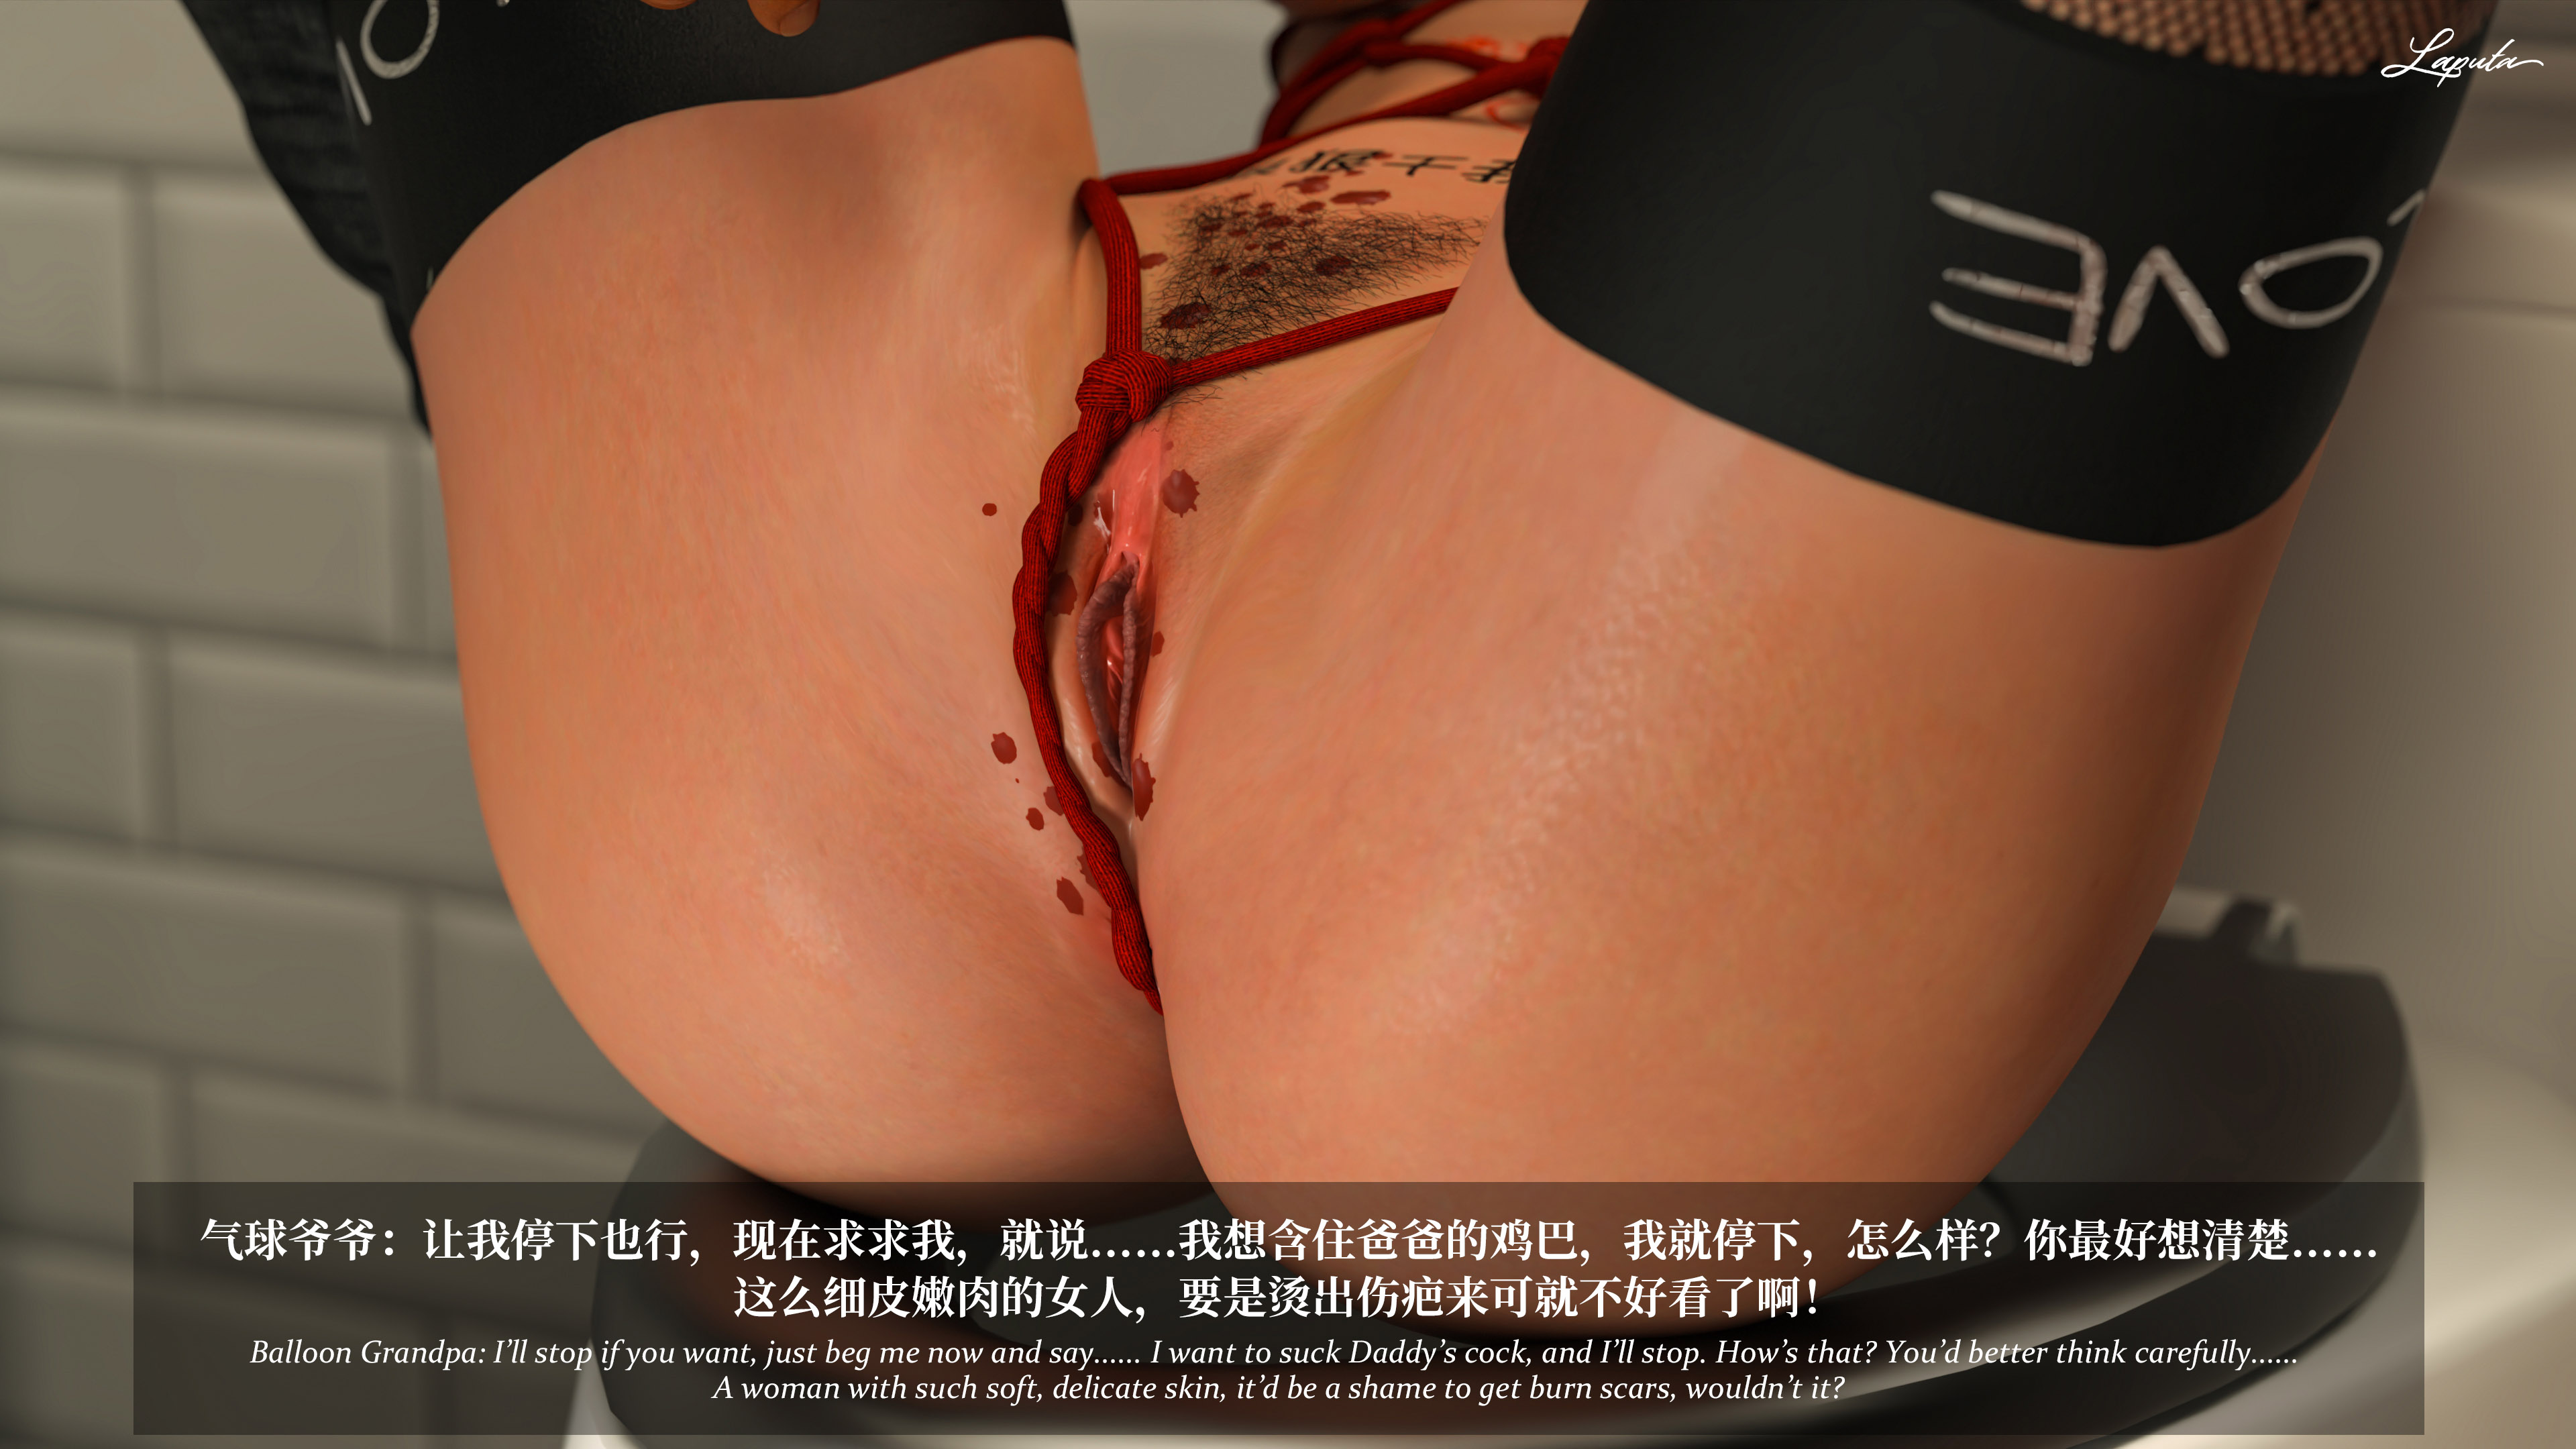 Laputa
狠干我
OVE
气球爷爷：让我停下也行，现在求求我，就说……我想含住爸爸的鸡巴，我就停下，怎么样？你最好想清楚……
这么细皮嫩肉的女人，要是烫出伤疤来可就不好看了啊！
Balloon Grandpa: I’ll stop if you want, just beg me now and say...... I want to suck Daddy’s cock, and I’ll stop. How’s that? You’d better think carefully......
A woman with such soft, delicate skin, it’d be a shame to get burn scars, wouldn’t it?